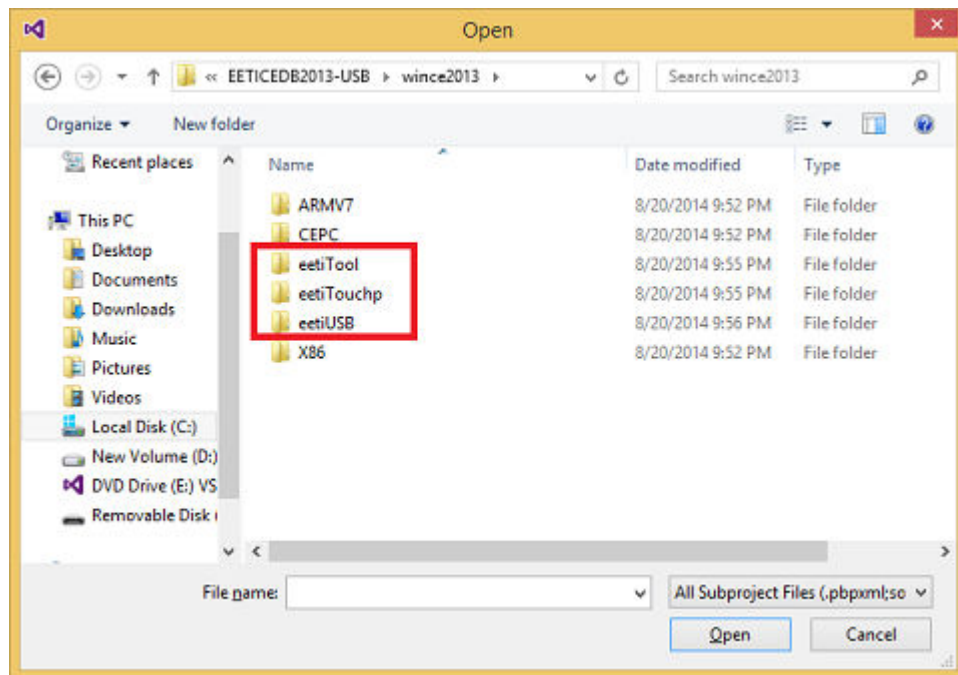 Open
« EETICEDB2013-USB ▸ wince2013 ▸ Search wince2013
Organize New folder
Name Date modified Type
Recent places
This PC
Desktop
Documents
Downloads
Music
Pictures
Videos
Local Disk (C:)
New Volume (D:)
DVD Drive (E:) VS
Removable Disk
ARMV7 8/20/2014 9:52 PM File folder
CEPC 8/20/2014 9:52 PM File folder
eetiTool 8/20/2014 9:55 PM File folder
eetiTouchp 8/20/2014 9:55 PM File folder
eetiUSB 8/20/2014 9:56 PM File folder
X86 8/20/2014 9:52 PM File folder
File name: All Subproject Files (.pbpxml;so
Open Cancel